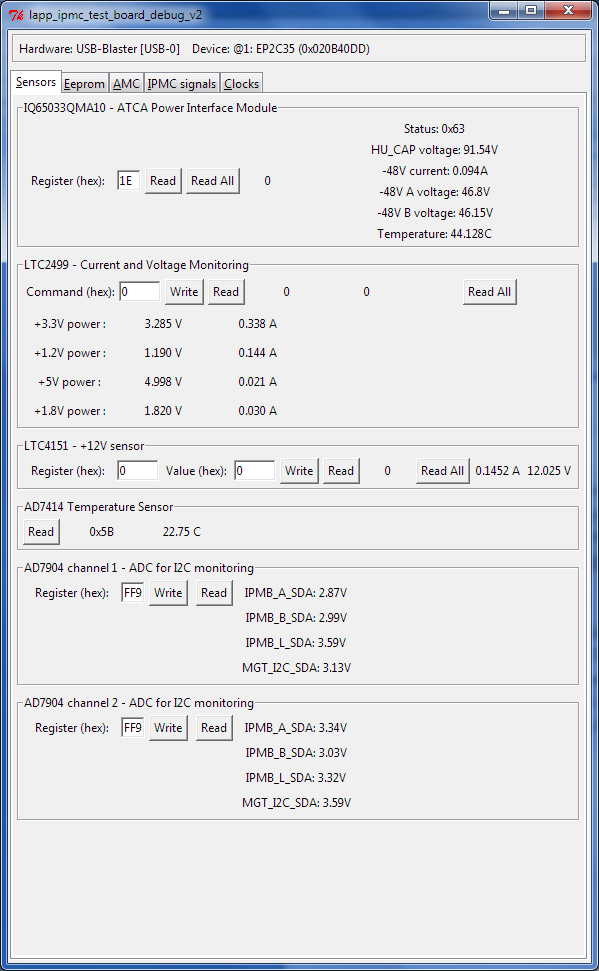 lapp_ipmc_test_board_debug_v2
Hardware: USB-Blaster [USB-0] Device: @1: EP2C35 (0x020B40DD)
Sensors Eeprom AMC IPMC signals Clocks
IQ65033QMA10 - ATCA Power Interface Module
Status: 0x63
HU_CAP voltage: 91.54V
-48V current: 0.094A
Register (hex): 1E Read Read All 0
-48V A voltage: 46.8V
-48V B voltage: 46.15V
Temperature: 44.128C
LTC2499 - Current and Voltage Monitoring
Command (hex): 0 Write Read 0 0 Read All
+3.3V power : 3.285 V 0.338 A
+1.2V power : 1.190 V 0.144 A
+5V power : 4.998 V 0.021 A
+1.8V power : 1.820 V 0.030 A
LTC4151 - +12V sensor
Register (hex): 0 Value (hex): 0 Write Read 0 Read All 0.1452 A 12.025 V
AD7414 Temperature Sensor
Read 0x5B 22.75 C
AD7904 channel 1 - ADC for I2C monitoring
Register (hex): FF9 Write Read IPMB_A_SDA: 2.87V
IPMB_B_SDA: 2.99V
IPMB_L_SDA: 3.59V
MGT_I2C_SDA: 3.13V
AD7904 channel 2 - ADC for I2C monitoring
Register (hex): FF9 Write Read IPMB_A_SDA: 3.34V
IPMB_B_SDA: 3.03V
IPMB_L_SDA: 3.32V
MGT_I2C_SDA: 3.59V